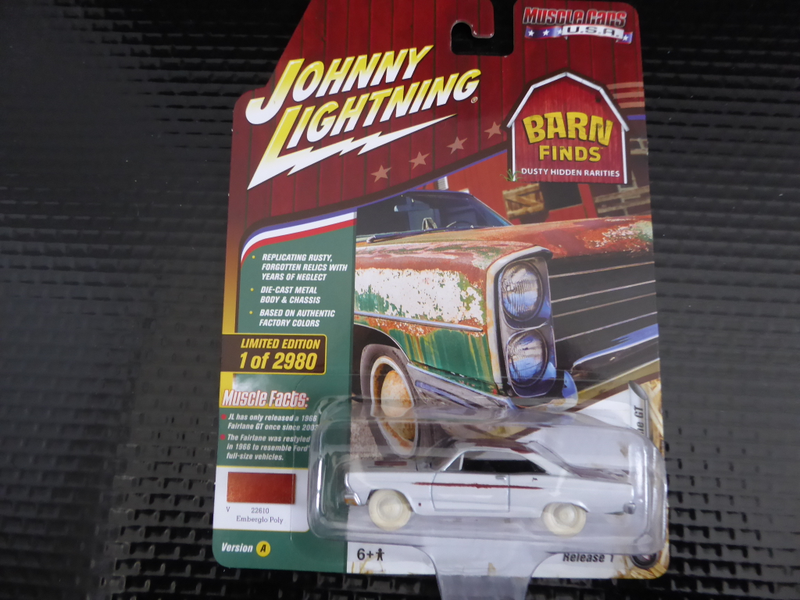 MUSCLE CARS
U.S.A.
JOHNNY
LIGHTNING®
BARN
FINDS™
DUSTY HIDDEN RARITIES
• REPLICATING RUSTY,
FORGOTTEN RELICS WITH
YEARS OF NEGLECT
• DIE-CAST METAL
BODY & CHASSIS
• BASED ON AUTHENTIC
FACTORY COLORS
LIMITED EDITION
1 OF 2980
Muscle Facts:
JL has only released a 1966
Fairlane GT once since
The Fairlane was restyled
in 1966 to resemble Ford
full-size vehicles.
GT
V 22610
Emberglo Poly
Version A
6+
Release 1